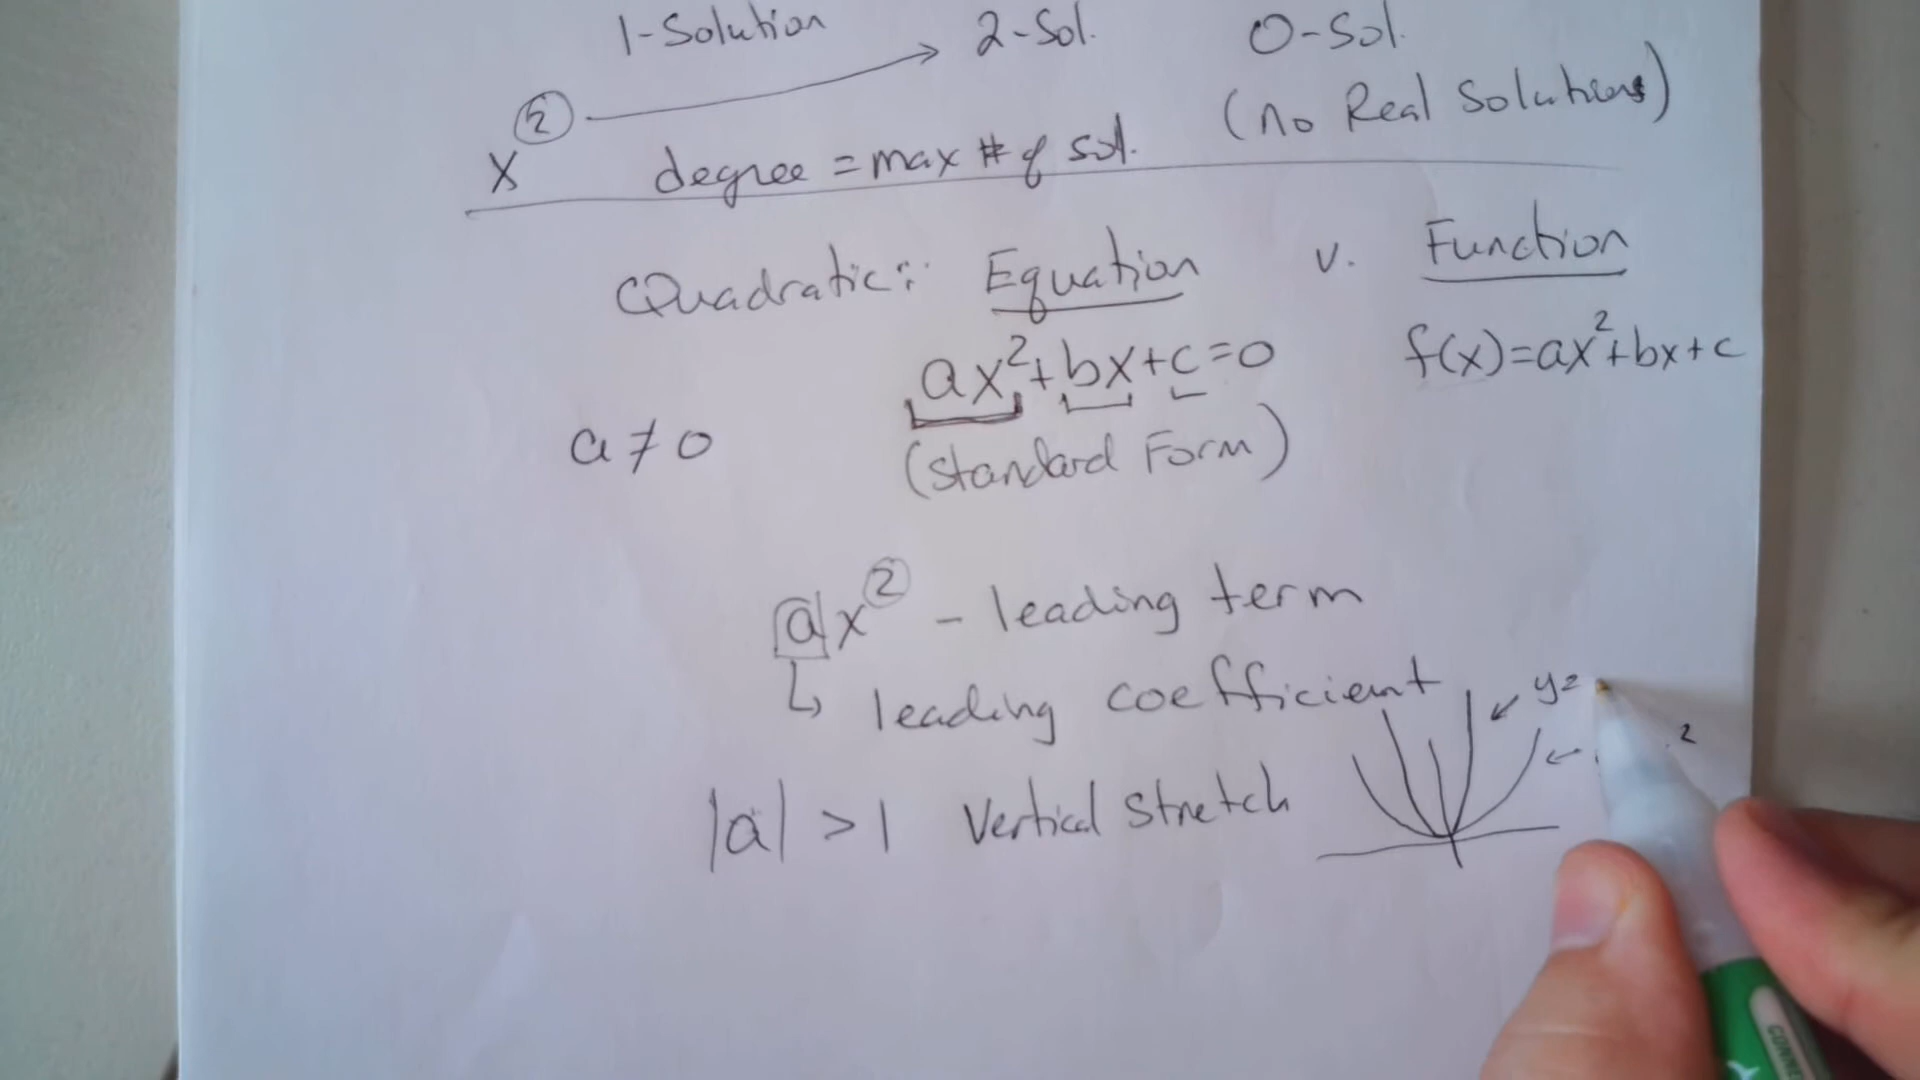 1-Solution 2-Sol. 0-Sol.
x² degree = max # of sol. (no Real Solutions)
Quadratic: Equation v. Function
ax²+bx+c=0 f(x)=ax²+bx+c
a≠0 (standard Form)
ax² - leading term
↳ leading coefficient
y=
2
|a| > 1 Vertical Stretch